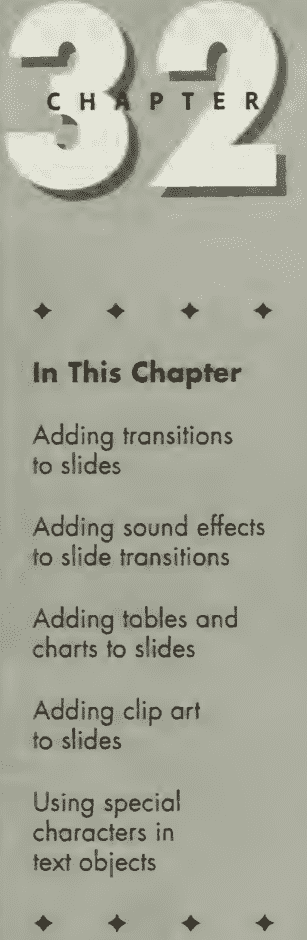 32
CHAPTER
In This Chapter
Adding transitions
to slides
Adding sound effects
to slide transitions
Adding tables and
charts to slides
Adding clip art
to slides
Using special
characters in
text objects